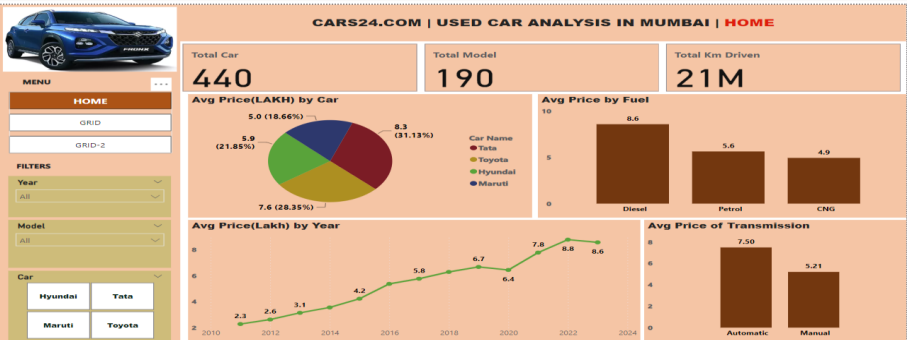 CARS24.COM | USED CAR ANALYSIS IN MUMBAI | HOME
FRONX
MENU
...
HOME
GRID
GRID-2
FILTERS
Year
All
Model
All
Car
Hyundai
Tata
Maruti
Toyota
Total Car
440
Total Model
190
Total Km Driven
21M
Avg Price(LAKH) by Car
5.0 (18.66%)
8.3
(31.13%)
5.9
(21.85%)
7.6 (28.35%)
Car Name
Tata
Toyota
Hyundai
Maruti
Avg Price by Fuel
10
5
0
8.6
5.6
4.9
Diesel
Petrol
CNG
Avg Price(Lakh) by Year
8
6
4
2
2.3
2.6
3.1
4.2
5.8
6.7
6.4
7.8
8.8
8.6
2010
2012
2014
2016
2018
2020
2022
2024
Avg Price of Transmission
8
6
4
2
0
7.50
5.21
Automatic
Manual